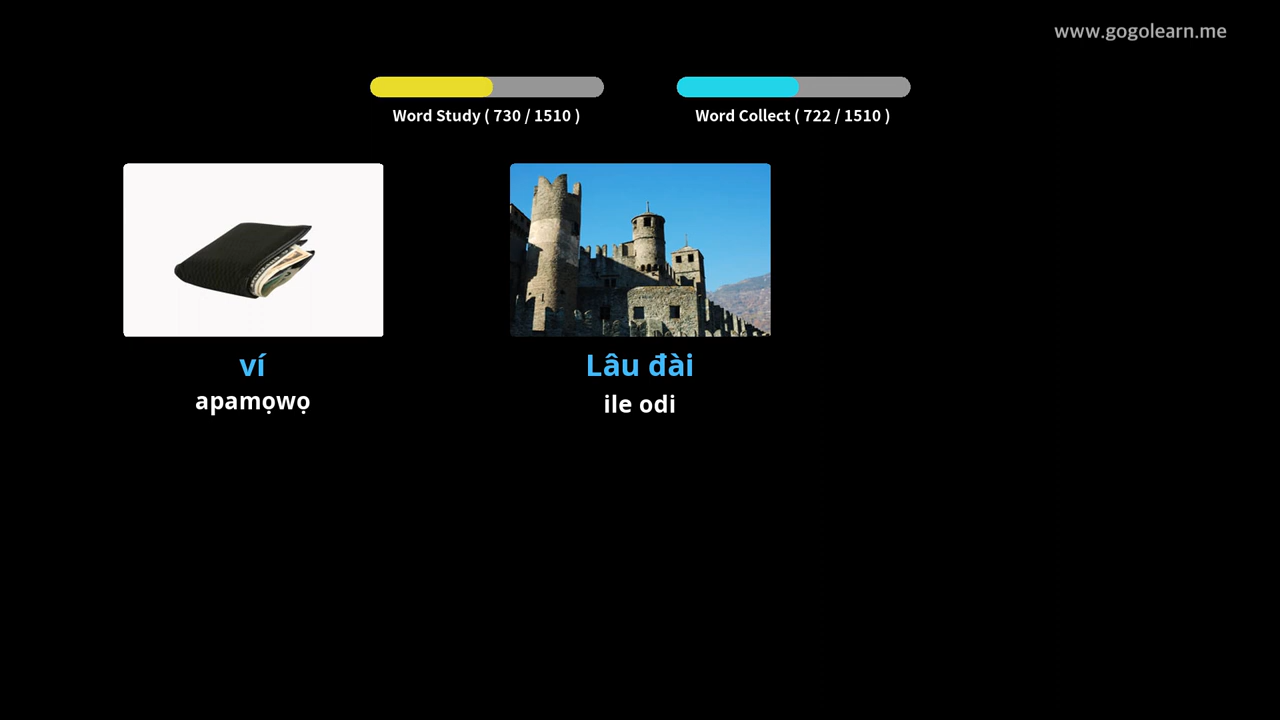 www.gogolearn.me
Word Study ( 730 / 1510 )
Word Collect ( 722 / 1510 )
ví
apamọwọ
Lâu đài
ile odi